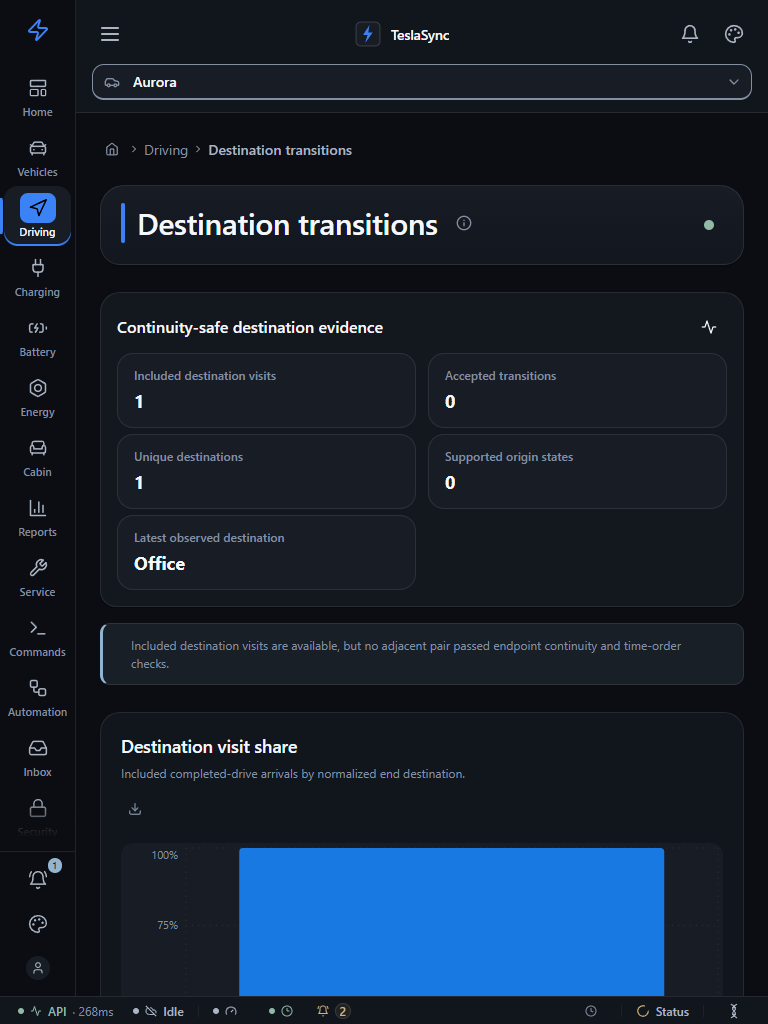 TeslaSync
Aurora
Home
Vehicles
Driving
Charging
Battery
Energy
Cabin
Reports
Service
Commands
Automation
Inbox
Security
1
Driving
Destination transitions
Destination transitions
Continuity-safe destination evidence
Included destination visits
1
Accepted transitions
0
Unique destinations
1
Supported origin states
0
Latest observed destination
Office
Included destination visits are available, but no adjacent pair passed endpoint continuity and time-order
checks.
Destination visit share
Included completed-drive arrivals by normalized end destination.
100%
75%
API · 268ms
Idle
2
Status